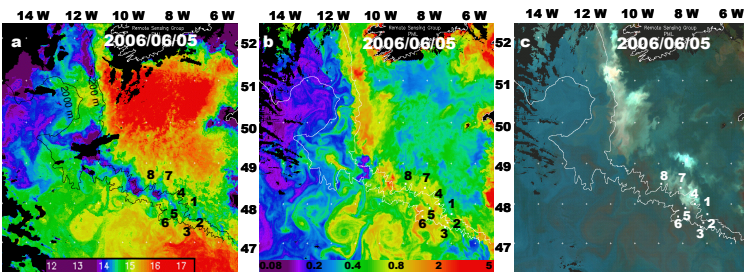 14 W 12 W 10 W 8 W 6 W
a
Remote Sensing Group
PML
2006/06/05
2000 m
200 m
8 7
4
1
5
6 2
3
12 13 14 15 16 17
52
51
50
49
48
47
14 W 12 W 10 W 8 W 6 W
b
Remote Sensing Group
PML
2006/06/05
8 7
4
1
5
6 2
3
0.08 0.2 0.4 0.8 2 5
52
51
50
49
48
47
14 W 12 W 10 W 8 W 6 W
c
Remote Sensing Group
PML
2006/06/05
8 7
4
1
5
6 2
3